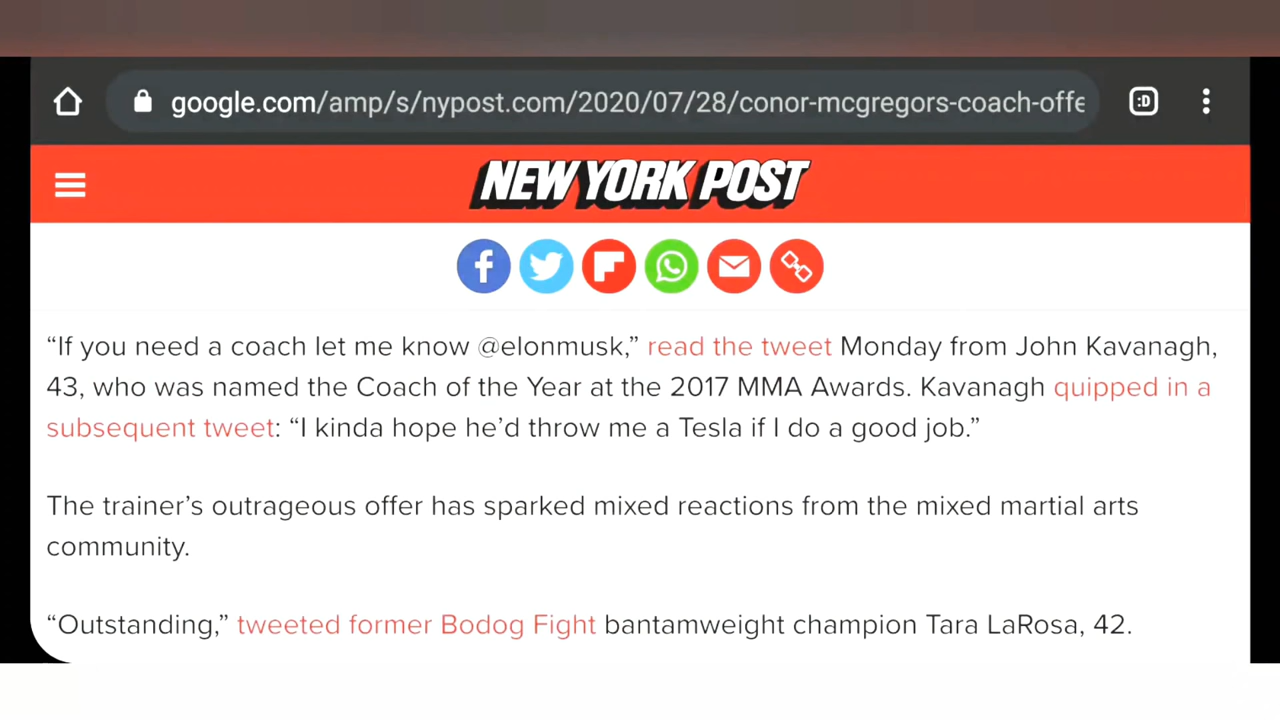 google.com/amp/s/nypost.com/2020/07/28/conor-mcgregors-coach-offe
:D
NEW YORK POST
“If you need a coach let me know @elonmusk,” read the tweet Monday from John Kavanagh,
43, who was named the Coach of the Year at the 2017 MMA Awards. Kavanagh quipped in a
subsequent tweet: “I kinda hope he’d throw me a Tesla if I do a good job.”
The trainer’s outrageous offer has sparked mixed reactions from the mixed martial arts
community.
“Outstanding,” tweeted former Bodog Fight bantamweight champion Tara LaRosa, 42.